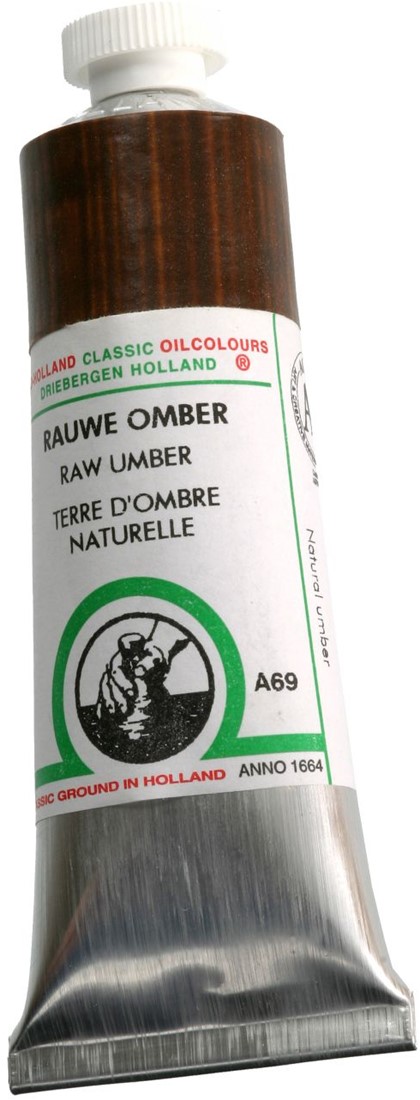 HOLLAND CLASSIC OILCOLOURS
DRIEBERGEN HOLLAND ®
RAUWE OMBER
RAW UMBER
TERRE D'OMBRE
NATURELLE
A69
GROUND IN HOLLAND ANNO 1664
Natural umber